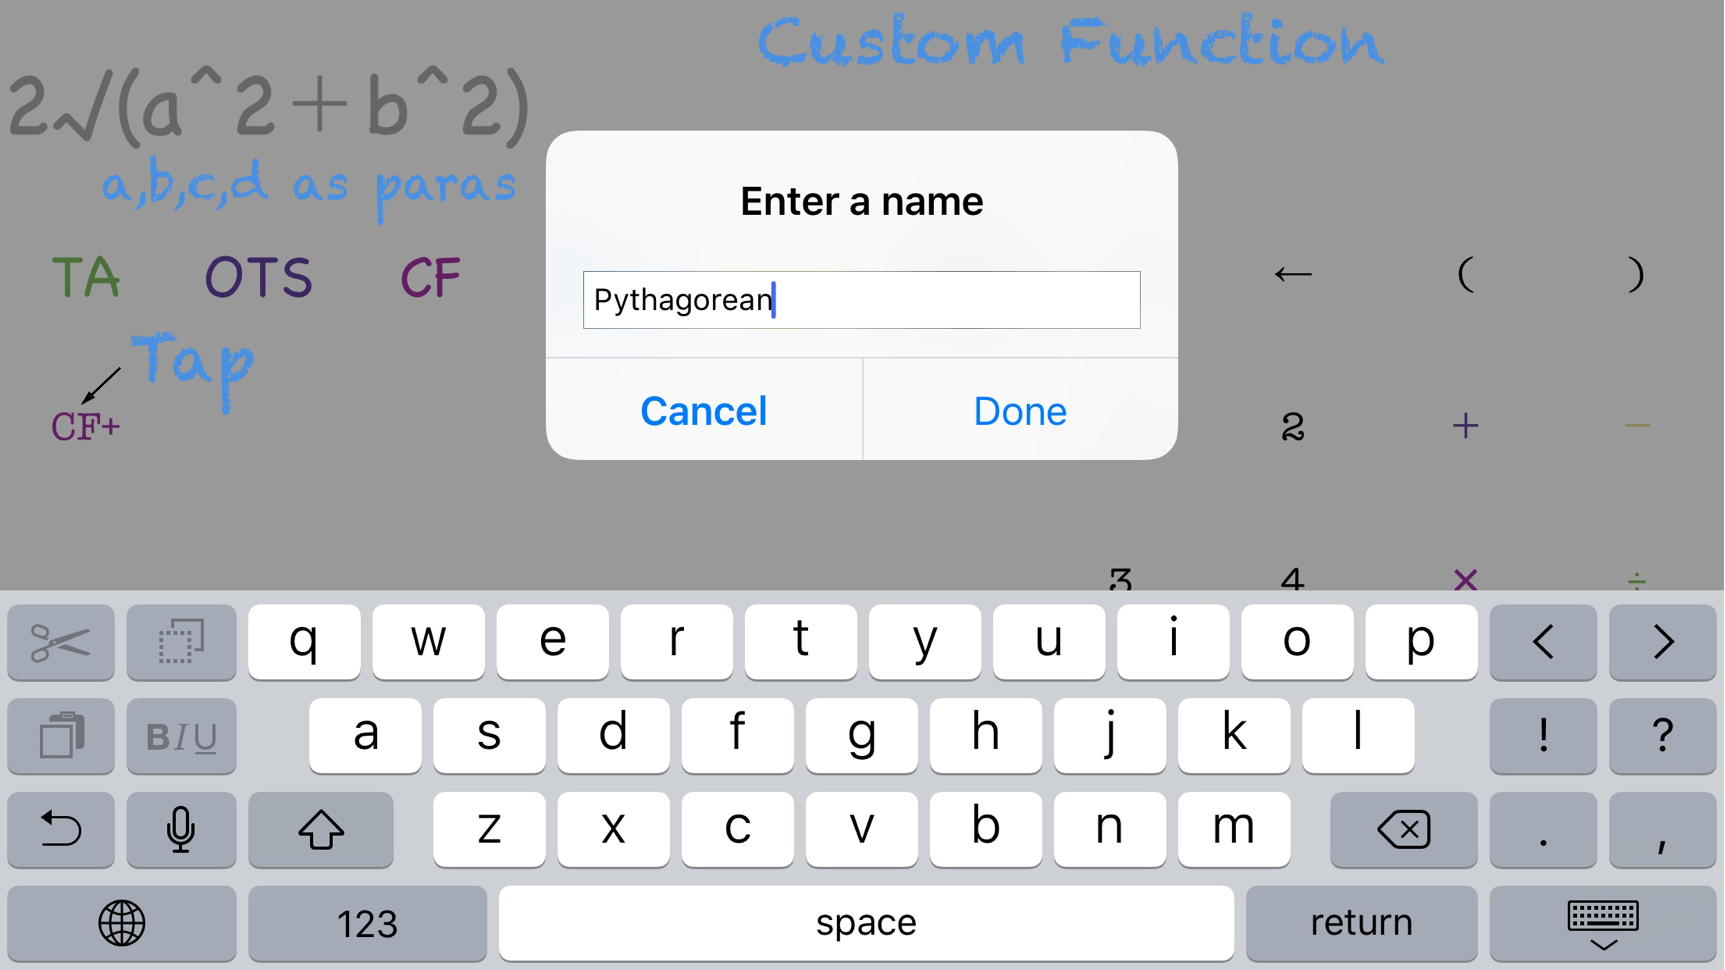 Custom Function
2√(a^2+b^2)
a,b,c,d as paras
Enter a name
Pythagorean
Cancel Done
TA OTS CF
← ( )
Tap
CF+
2 + −
3 4 × ÷
q w e r t y u i o p < >
B I U a s d f g h j k l ! ?
z x c v b n m . ,
123 space return